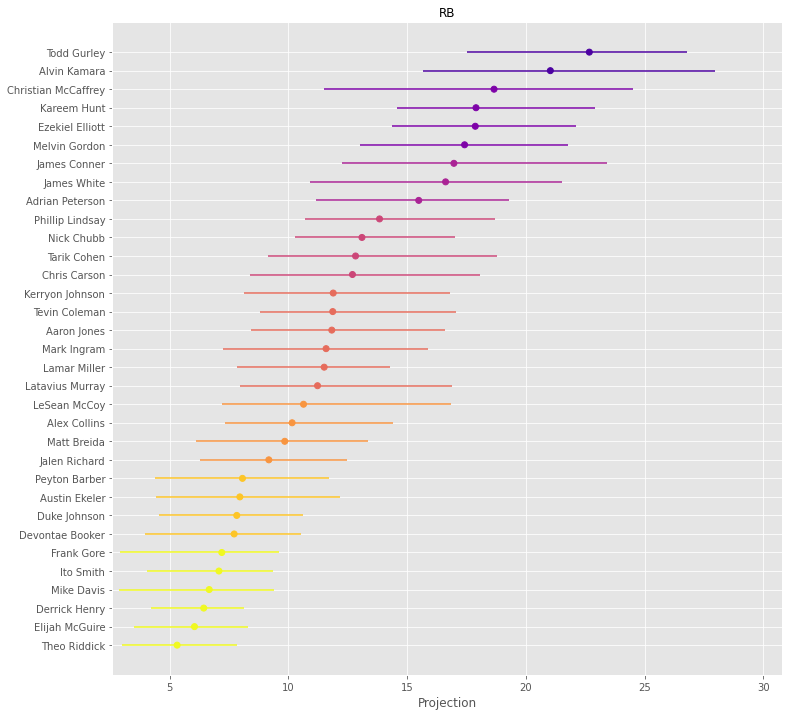 RB
Todd Gurley
Alvin Kamara
Christian McCaffrey
Kareem Hunt
Ezekiel Elliott
Melvin Gordon
James Conner
James White
Adrian Peterson
Phillip Lindsay
Nick Chubb
Tarik Cohen
Chris Carson
Kerryon Johnson
Tevin Coleman
Aaron Jones
Mark Ingram
Lamar Miller
Latavius Murray
LeSean McCoy
Alex Collins
Matt Breida
Jalen Richard
Peyton Barber
Austin Ekeler
Duke Johnson
Devontae Booker
Frank Gore
Ito Smith
Mike Davis
Derrick Henry
Elijah McGuire
Theo Riddick
5 10 15 20 25 30
Projection